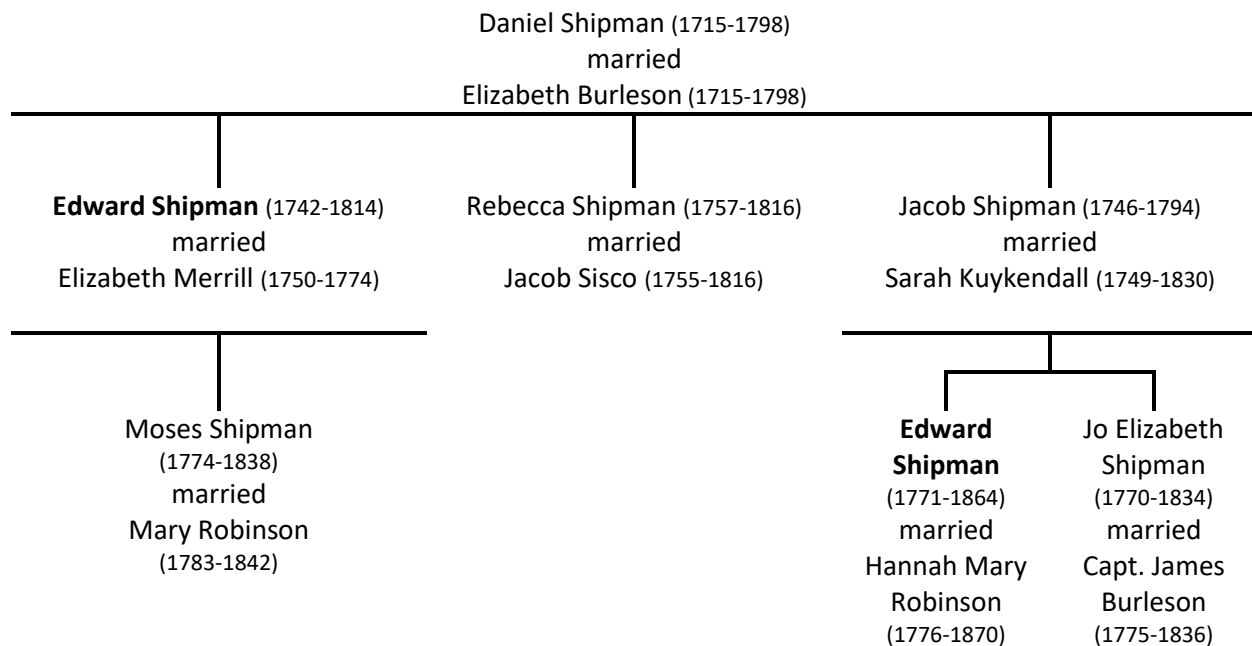 Daniel Shipman (1715-1798)
married
Elizabeth Burleson (1715-1798)
Edward Shipman (1742-1814)
married
Elizabeth Merrill (1750-1774)
Rebecca Shipman (1757-1816)
married
Jacob Sisco (1755-1816)
Jacob Shipman (1746-1794)
married
Sarah Kuykendall (1749-1830)
Moses Shipman
(1774-1838)
married
Mary Robinson
(1783-1842)
Edward
Shipman
(1771-1864)
married
Hannah Mary
Robinson
(1776-1870)
Jo Elizabeth
Shipman
(1770-1834)
married
Capt. James
Burleson
(1775-1836)